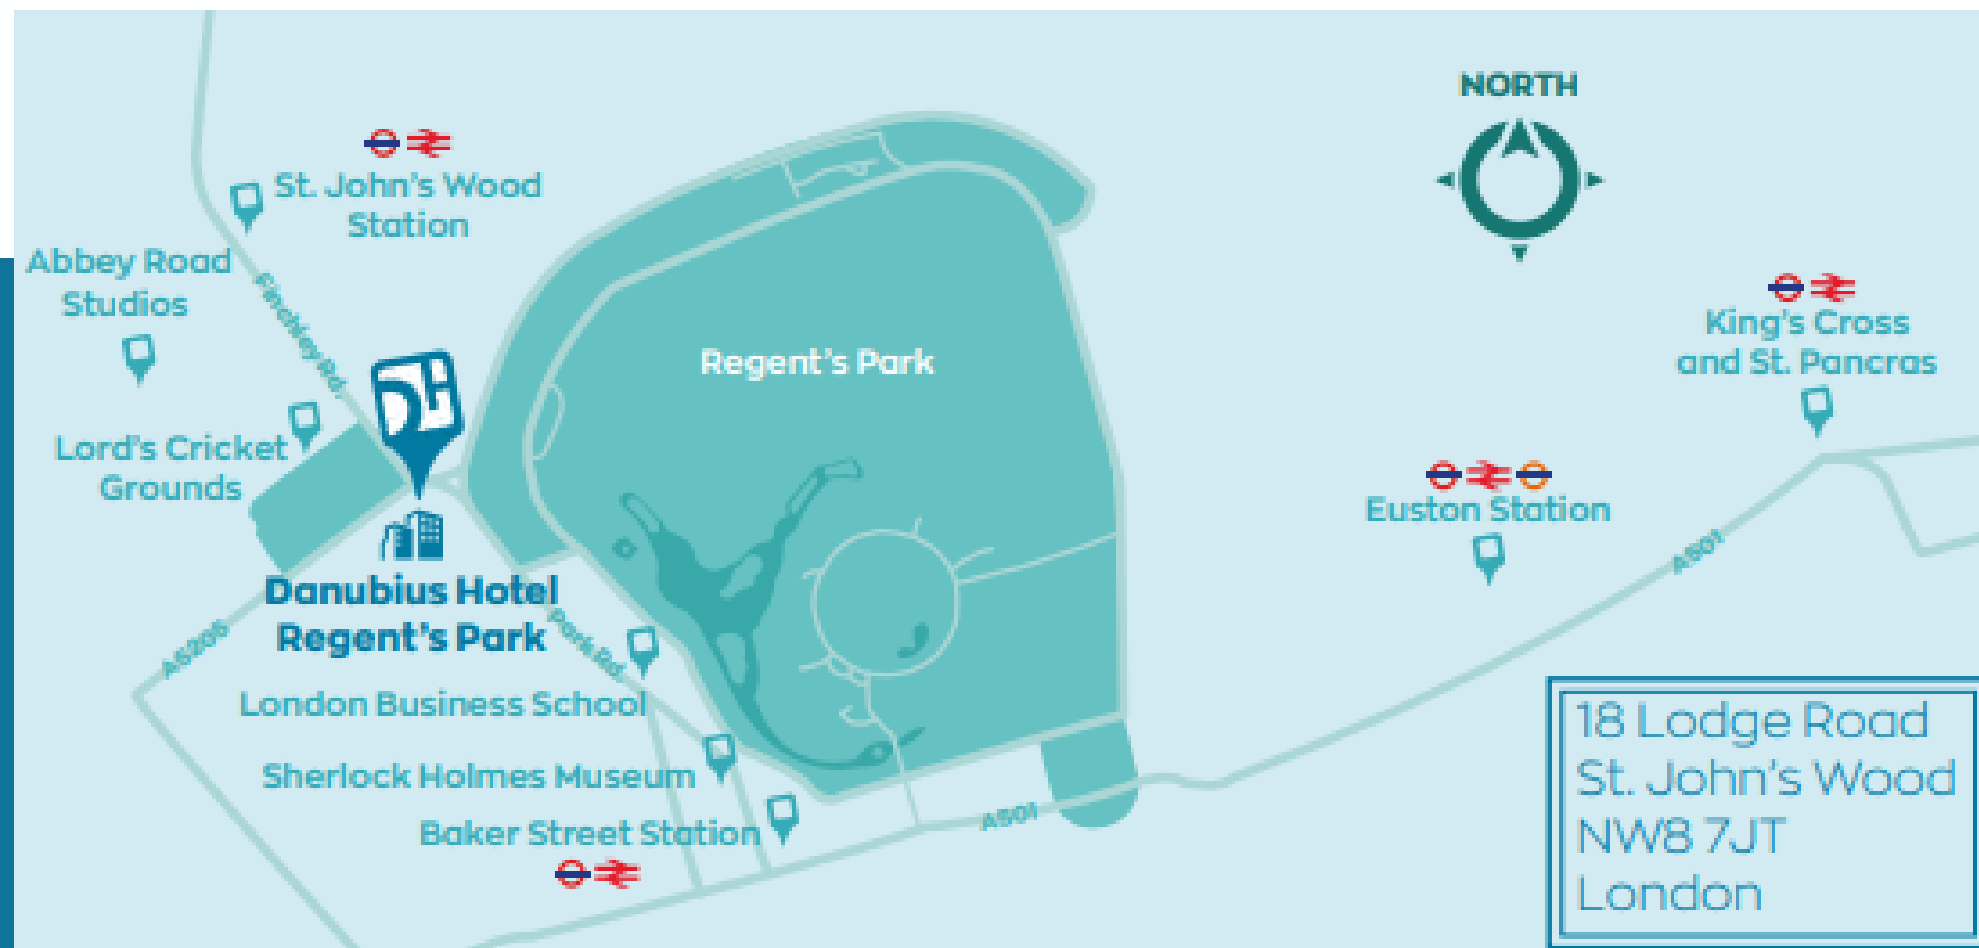 NORTH
St. John's Wood
Station
Abbey Road
Studios
Finchley Rd.
King's Cross
and St. Pancras
Regent's Park
DH
Lord's Cricket
Grounds
Euston Station
A501
Danubius Hotel
Regent's Park
A5205
Park Rd.
London Business School
Sherlock Holmes Museum
Baker Street Station
A501
18 Lodge Road
St. John's Wood
NW8 7JT
London